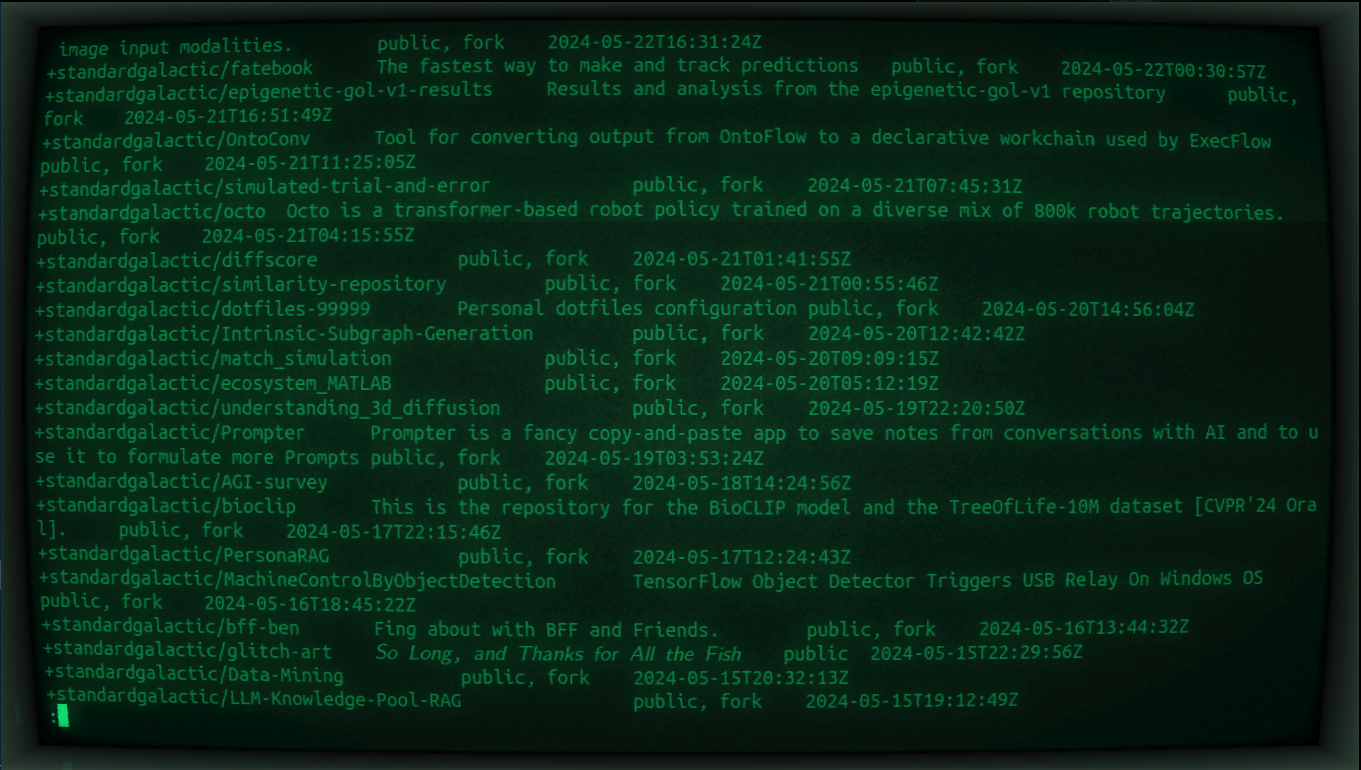 image input modalities. public, fork 2024-05-22T16:31:24Z
+standardgalactic/fatebook The fastest way to make and track predictions public, fork 2024-05-22T00:30:57Z
+standardgalactic/epigenetic-gol-v1-results Results and analysis from the epigenetic-gol-v1 repository public,
fork 2024-05-21T16:51:49Z
+standardgalactic/OntoConv Tool for converting output from OntoFlow to a declarative workchain used by ExecFlow
public, fork 2024-05-21T11:25:05Z
+standardgalactic/simulated-trial-and-error public, fork 2024-05-21T07:45:31Z
+standardgalactic/octo Octo is a transformer-based robot policy trained on a diverse mix of 800k robot trajectories.
public, fork 2024-05-21T04:15:55Z
+standardgalactic/diffscore public, fork 2024-05-21T01:41:55Z
+standardgalactic/similarity-repository public, fork 2024-05-21T00:55:46Z
+standardgalactic/dotfiles-99999 Personal dotfiles configuration public, fork 2024-05-20T14:56:04Z
+standardgalactic/Intrinsic-Subgraph-Generation public, fork 2024-05-20T12:42:42Z
+standardgalactic/match_simulation public, fork 2024-05-20T09:09:15Z
+standardgalactic/ecosystem_MATLAB public, fork 2024-05-20T05:12:19Z
+standardgalactic/understanding_3d_diffusion public, fork 2024-05-19T22:20:50Z
+standardgalactic/Prompter Prompter is a fancy copy-and-paste app to save notes from conversations with AI and to u
se it to formulate more Prompts public, fork 2024-05-19T03:53:24Z
+standardgalactic/AGI-survey public, fork 2024-05-18T14:24:56Z
+standardgalactic/bioclip This is the repository for the BioCLIP model and the TreeOfLife-10M dataset [CVPR'24 Ora
l]. public, fork 2024-05-17T22:15:46Z
+standardgalactic/PersonaRAG public, fork 2024-05-17T12:24:43Z
+standardgalactic/MachineControlByObjectDetection TensorFlow Object Detector Triggers USB Relay On Windows OS
public, fork 2024-05-16T18:45:22Z
+standardgalactic/bff-ben Fing about with BFF and Friends. public, fork 2024-05-16T13:44:32Z
+standardgalactic/glitch-art So Long, and Thanks for All the Fish public 2024-05-15T22:29:56Z
+standardgalactic/Data-Mining public, fork 2024-05-15T20:32:13Z
+standardgalactic/LLM-Knowledge-Pool-RAG public, fork 2024-05-15T19:12:49Z
: